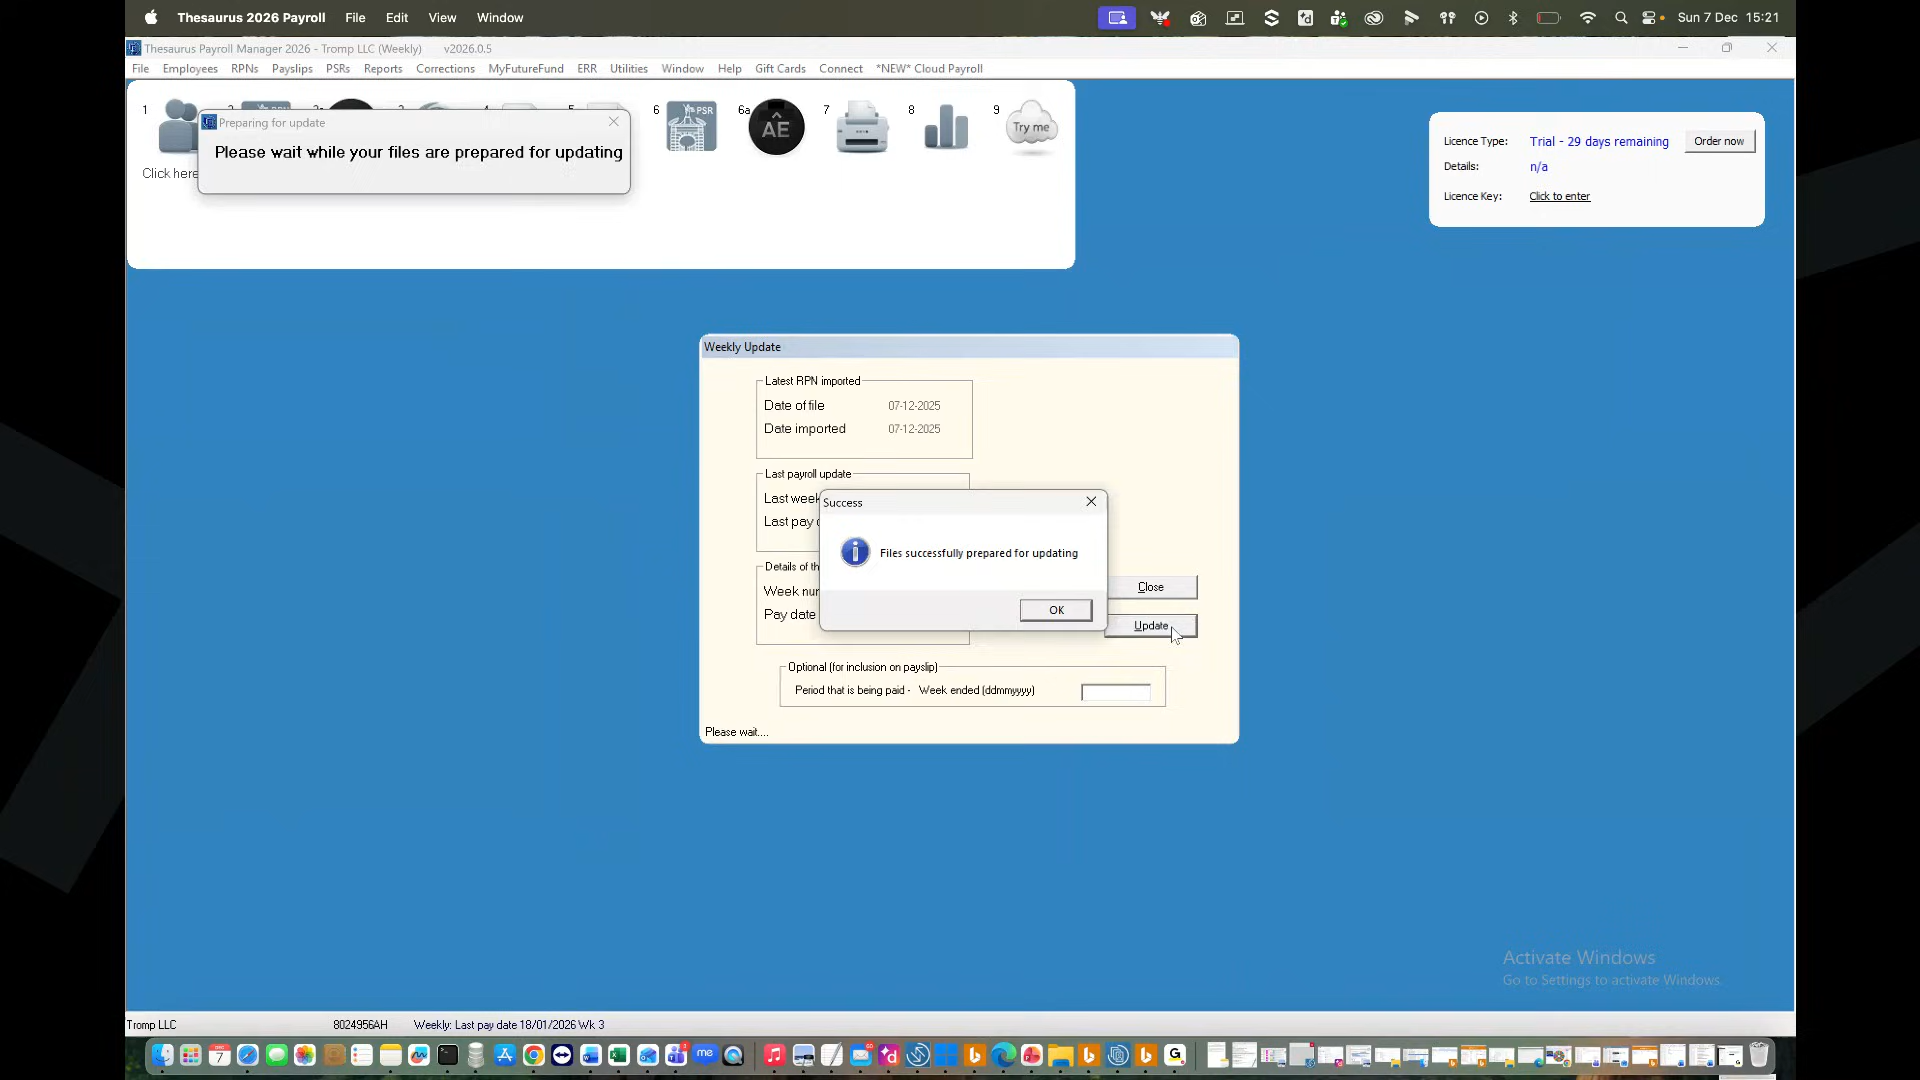 Thesaurus 2026 Payroll File Edit View Window Sun 7 Dec 15:21
Thesaurus Payroll Manager 2026 - Tromp LLC (Weekly) v2026.0.5
File Employees RPNs Payslips PSRs Reports Corrections MyFutureFund ERR Utilities Window Help Gift Cards Connect *NEW* Cloud Payroll
1 6 PSR 6a AE 7 8 9 Try me
Preparing for update
Please wait while your files are prepared for updating
Click here
Licence Type: Trial - 29 days remaining Order now
Details: n/a
Licence Key: Click to enter
Weekly Update
Latest RPN imported
Date of file 07-12-2025
Date imported 07-12-2025
Last payroll update
Last week
Last pay
Success
Files successfully prepared for updating
OK
Details of th
Week num
Pay date
Close
Update
Optional (for inclusion on payslip)
Period that is being paid - Week ended (ddmmyyyy)
Please wait....
Activate Windows
Go to Settings to activate Windows.
Tromp LLC 8024956AH Weekly: Last pay date 18/01/2026 Wk 3